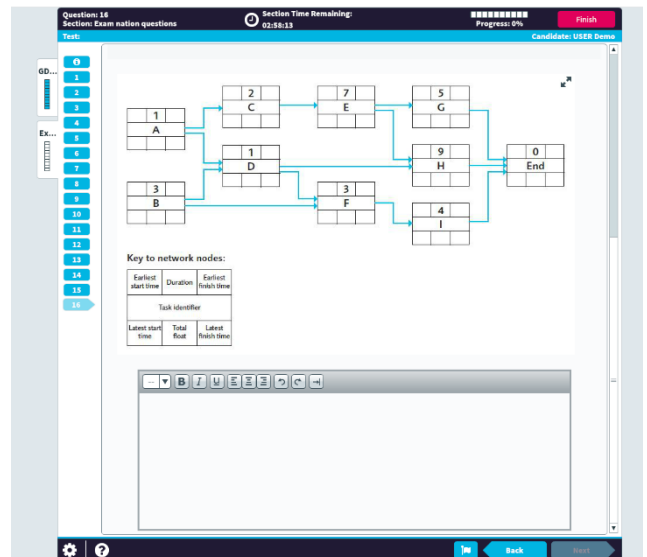 Question: 16
Section: Exam nation questions
Section Time Remaining:
02:58:13
Progress: 0%
Finish
Test:
Candidate: USER Demo
GD...
Ex...
1
2
3
4
5
6
7
8
9
10
11
12
13
14
15
16
1
A
2
C
7
E
5
G
1
D
9
H
0
End
3
B
3
F
4
I
Key to network nodes:
Earliest start time
Duration
Earliest finish time
Task identifier
Latest start time
Total float
Latest finish time
--
B I U
Back
Next